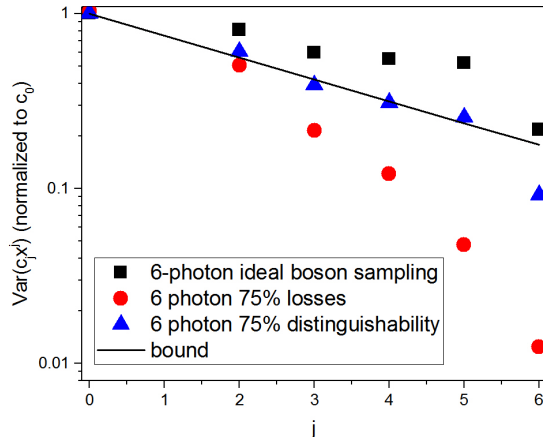 1
0.1
0.01
Var(c_j x^j) (normalized to c_0)
6-photon ideal boson sampling
6 photon 75% losses
6 photon 75% distinguishability
bound
0 1 2 3 4 5 6
j